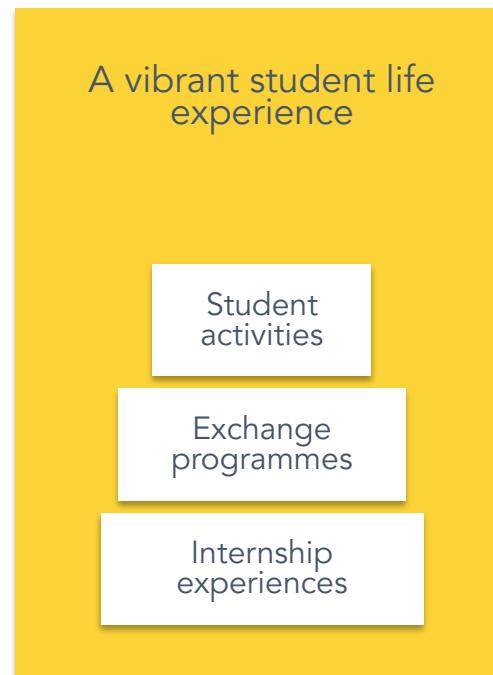 A vibrant student life
experience
Student
activities
Exchange
programmes
Internship
experiences